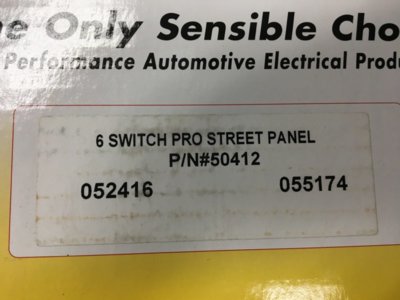 e Only Sensible Cho
Performance Automotive Electrical Produ
6 SWITCH PRO STREET PANEL
P/N#50412
052416 055174